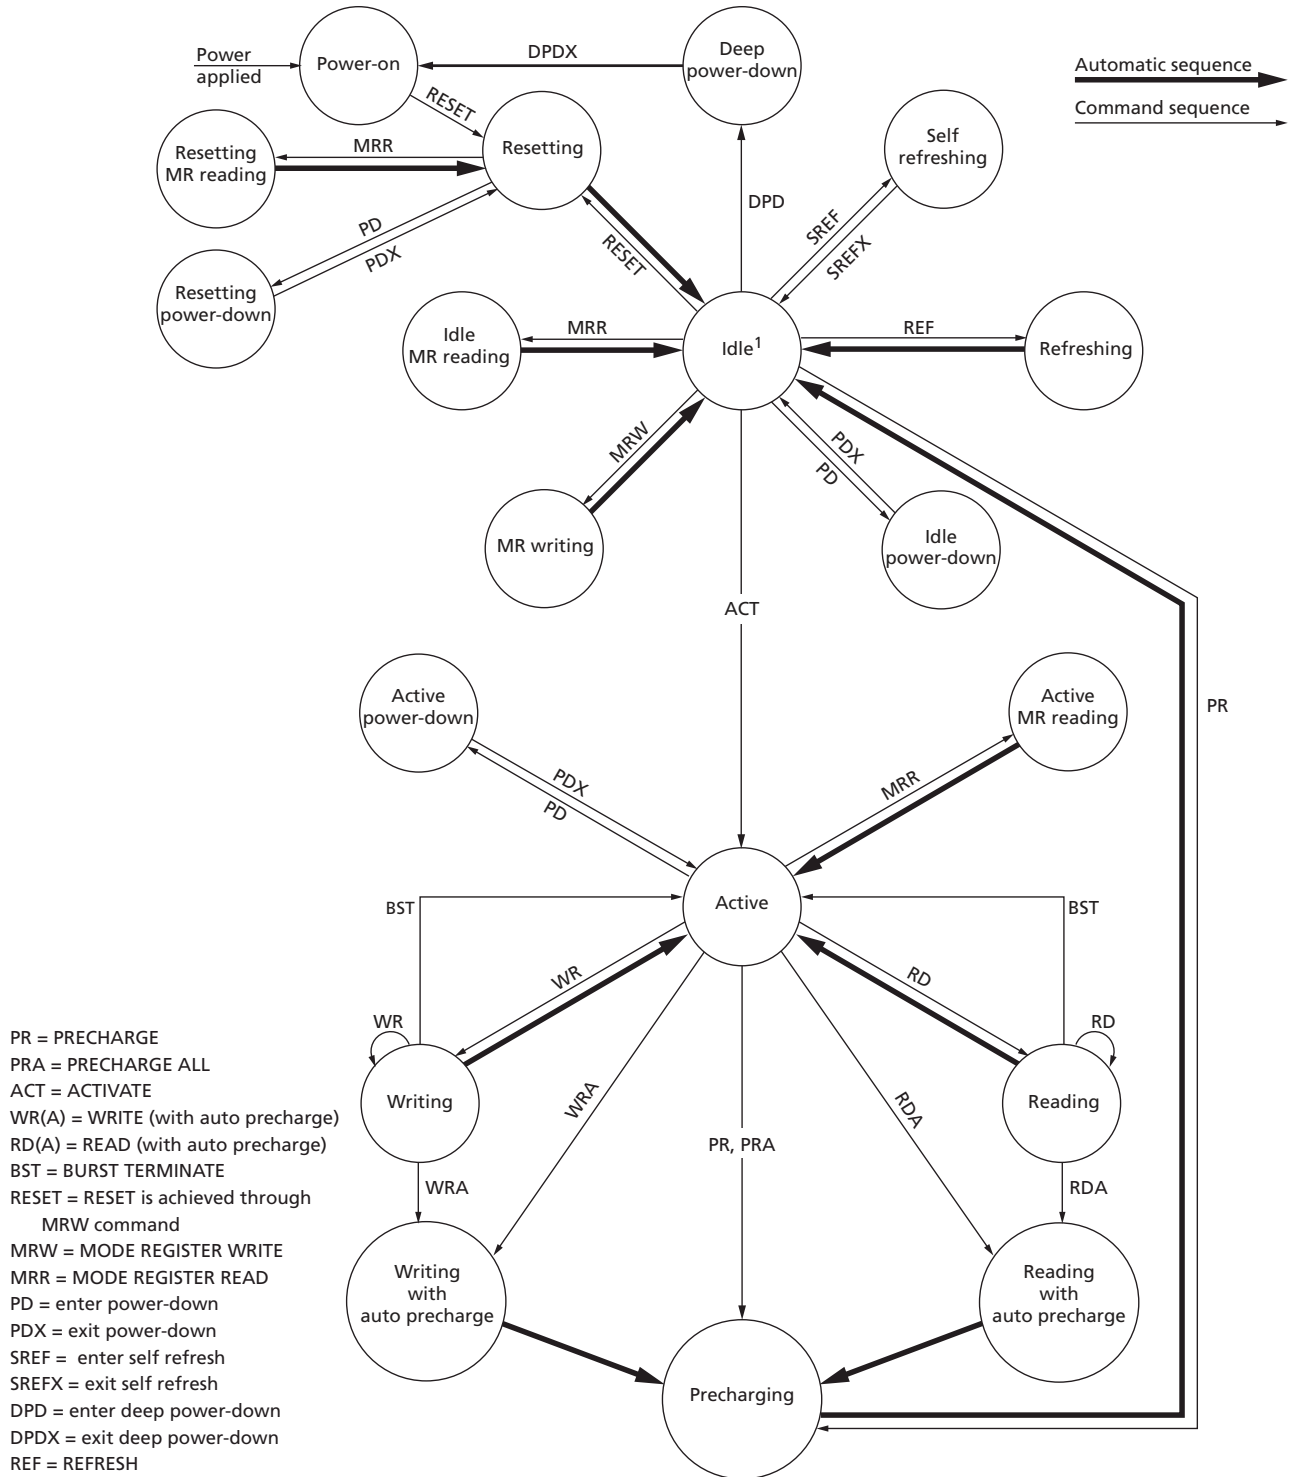 Power
applied
Power-on
DPDX
Deep
power-down
Automatic sequence
Command sequence
RESET
Resetting
MR reading
MRR
Resetting
Self
refreshing
PD
PDX
Resetting
power-down
RESET
DPD
SREF
SREFX
Idle
MR reading
MRR
Idle1
REF
Refreshing
MRW
MR writing
PDX
PD
Idle
power-down
ACT
Active
power-down
PDX
PD
Active
MR reading
MRR
PR
BST
Active
BST
WR
RD
WR
RD
Writing
Reading
WRA
PR, PRA
RDA
WRA
RDA
Writing
with
auto precharge
Reading
with
auto precharge
Precharging
PR = PRECHARGE
PRA = PRECHARGE ALL
ACT = ACTIVATE
WR(A) = WRITE (with auto precharge)
RD(A) = READ (with auto precharge)
BST = BURST TERMINATE
RESET = RESET is achieved through
MRW command
MRW = MODE REGISTER WRITE
MRR = MODE REGISTER READ
PD = enter power-down
PDX = exit power-down
SREF = enter self refresh
SREFX = exit self refresh
DPD = enter deep power-down
DPDX = exit deep power-down
REF = REFRESH